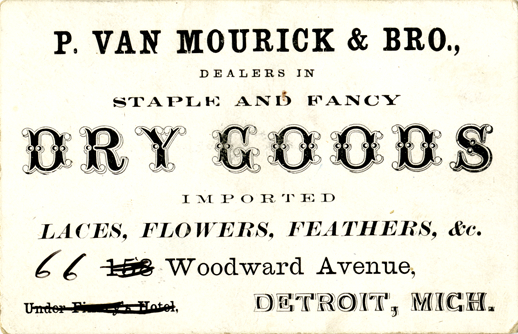 P. VAN MOURICK & BRO.,
DEALERS IN
STAPLE AND FANCY
DRY GOODS
IMPORTED
LACES, FLOWERS, FEATHERS, &c.
66 158 Woodward Avenue,
Under Finney's Hotel, DETROIT, MICH.